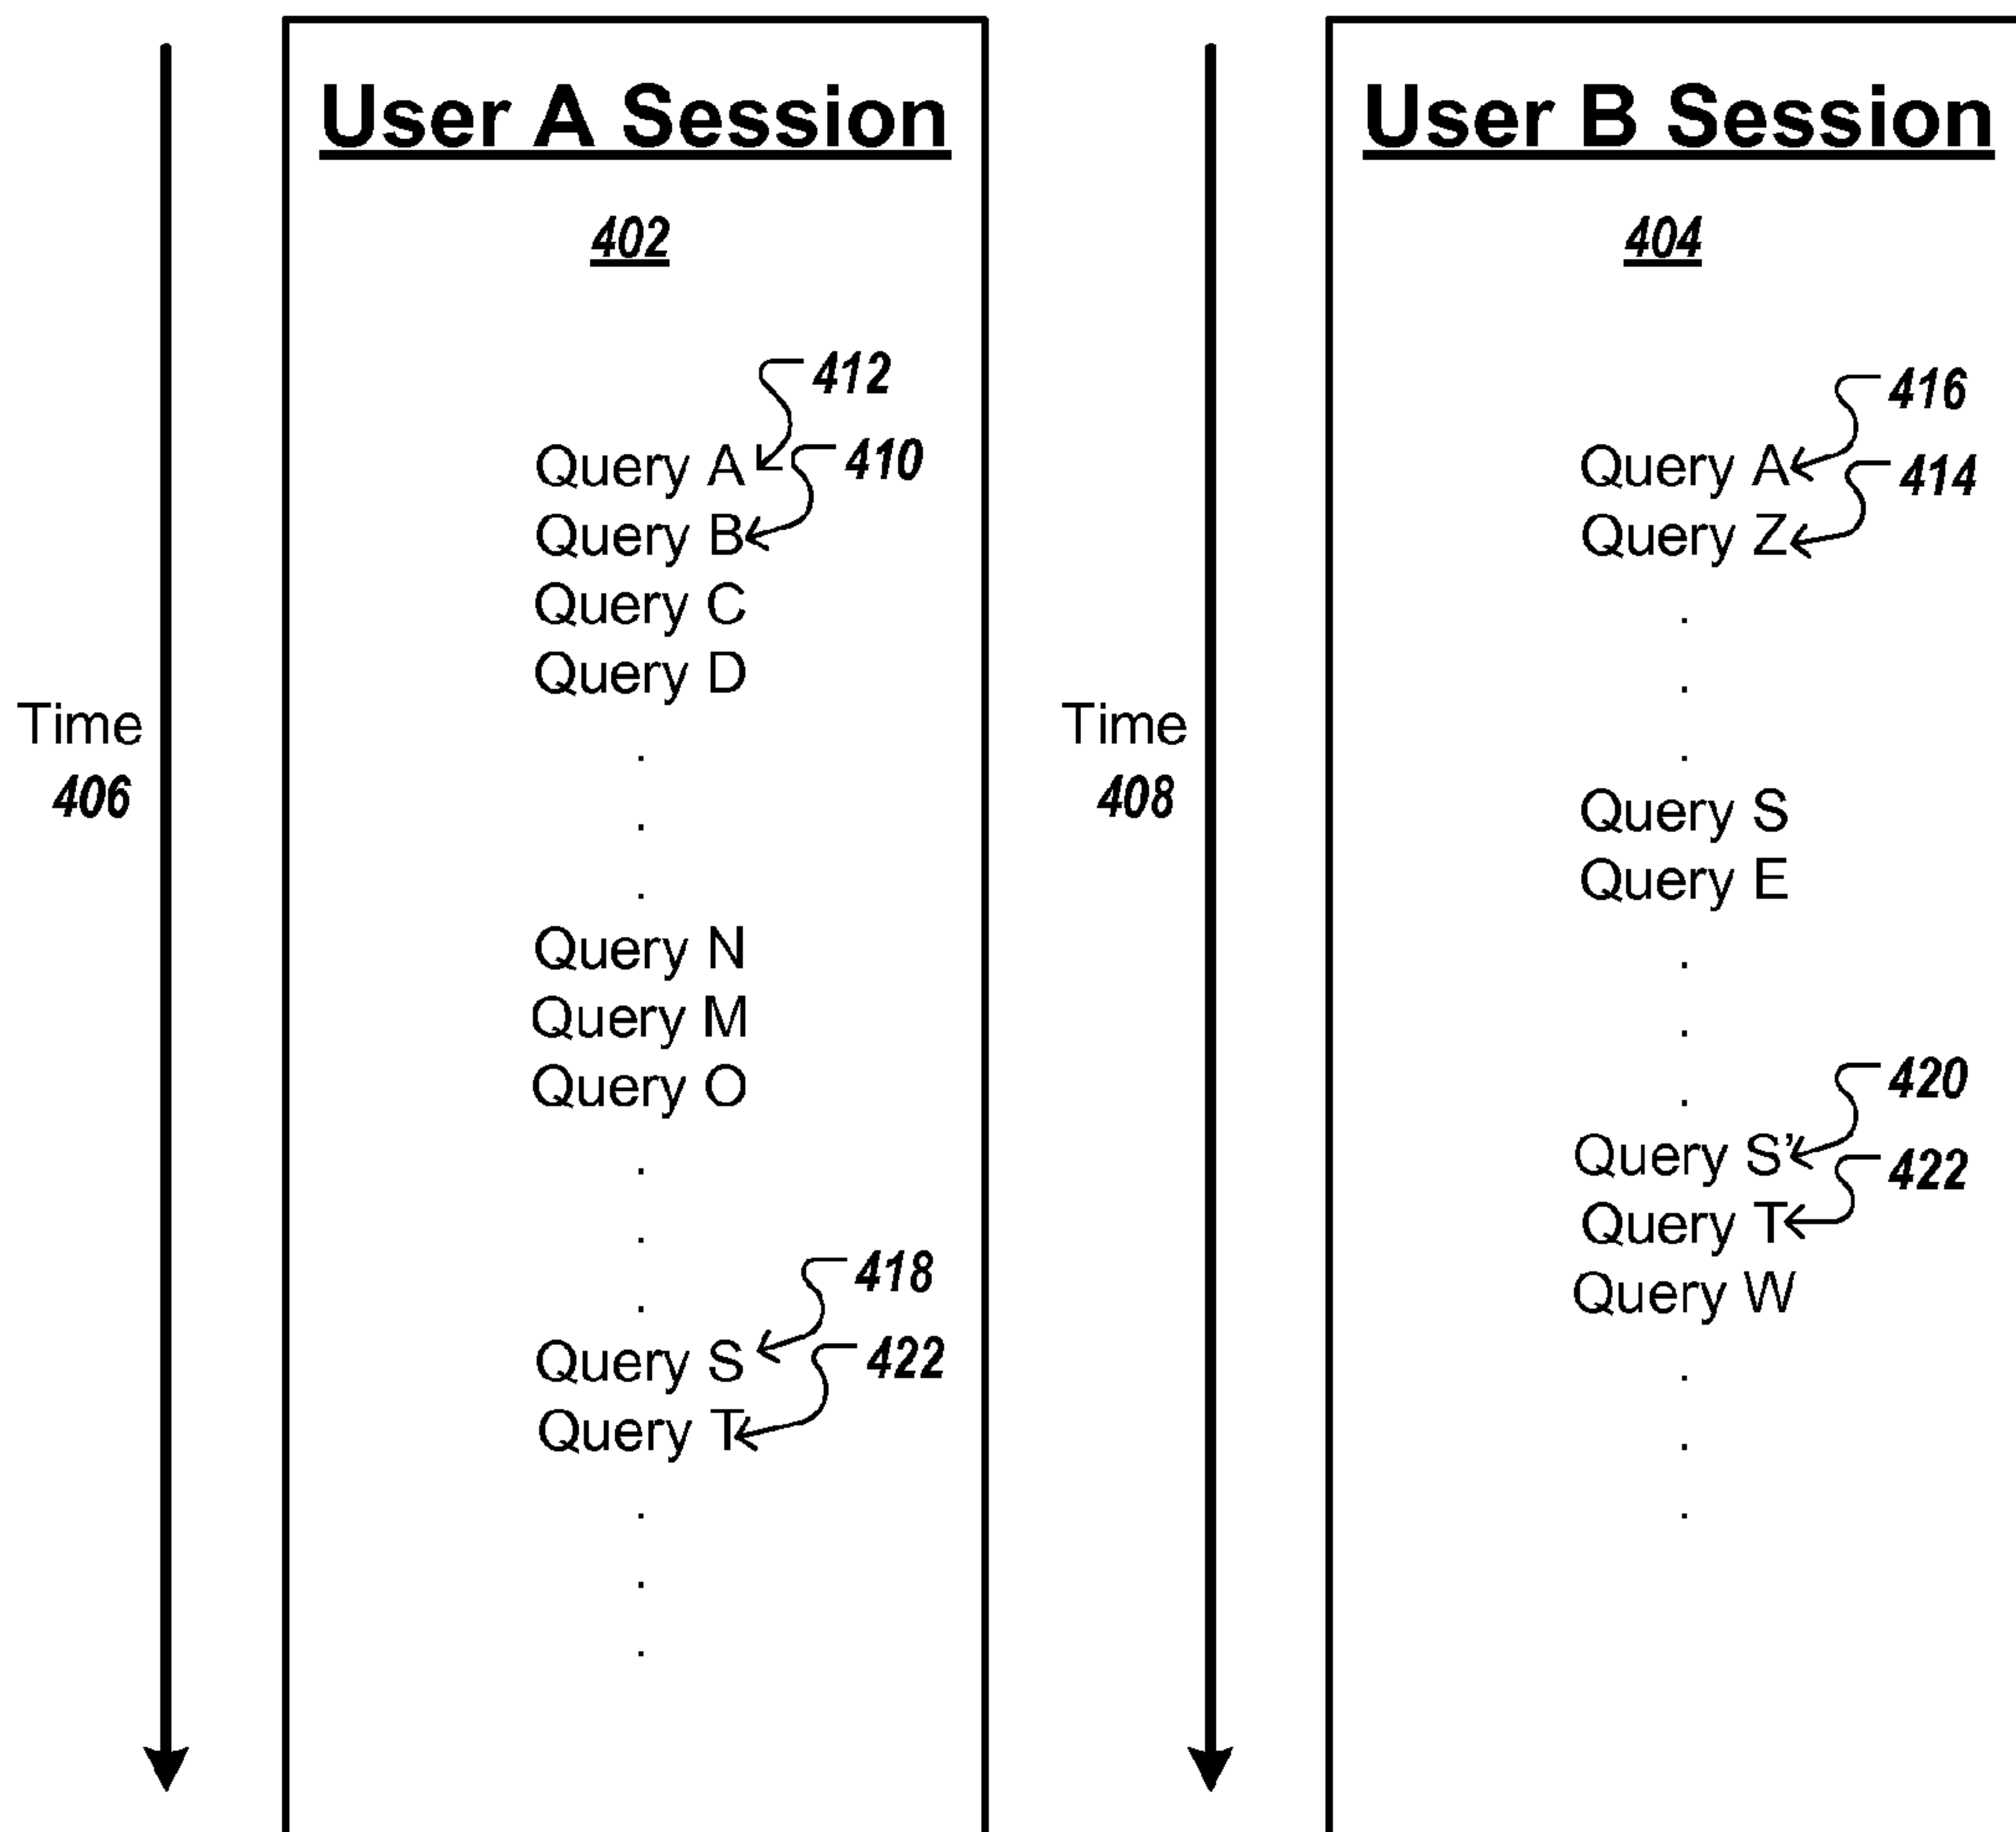 User A Session
402
412
Query A
410
Query B
Query C
Query D
.
.
.
Query N
Query M
Query O
.
.
.
418
Query S
422
Query T
.
.
.
Time
406
User B Session
404
416
Query A
414
Query Z
.
.
.
Query S
Query E
.
.
.
420
Query S’
422
Query T
Query W
.
.
.
Time
408